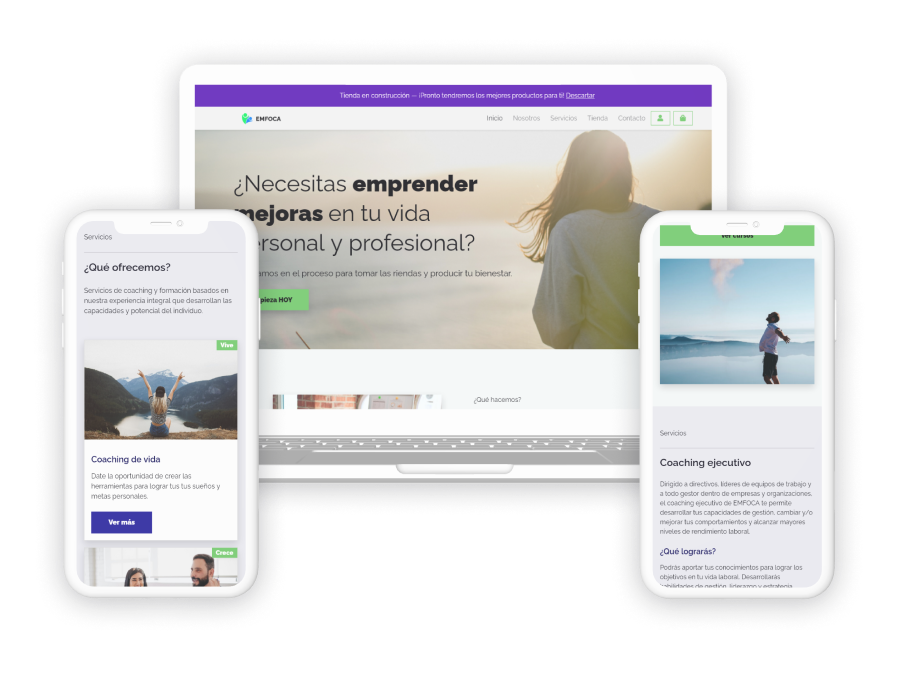 Tienda en construcción — ¡Pronto tendremos los mejores productos para ti! Descartar
EMFOCA
Inicio Nosotros Servicios Tienda Contacto
¿Necesitas emprender
mejoras en tu vida
personal y profesional?
amos en el proceso para tomar las riendas y producir tu bienestar.
pieza HOY
¿Qué hacemos?
Servicios
¿Qué ofrecemos?
Servicios de coaching y formación basados en
nuestra experiencia integral que desarrollan las
capacidades y potencial del individuo.
Vive
Coaching de vida
Date la oportunidad de crear las
herramientas para lograr tus tus sueños y
metas personales.
Ver más
Crece
Ver cursos
Servicios
Coaching ejecutivo
Dirigido a directivos, líderes de equipos de trabajo y
a todo gestor dentro de empresas y organizaciones,
el coaching ejecutivo de EMFOCA te permite
desarrollar tus capacidades de gestión, cambiar y/o
mejorar tus comportamientos y alcanzar mayores
niveles de rendimiento laboral.
¿Qué lograrás?
Podrás aportar tus conocimientos para lograr los
objetivos en tu vida laboral. Desarrollarás
habilidades de gestión, liderazgo y estrategia